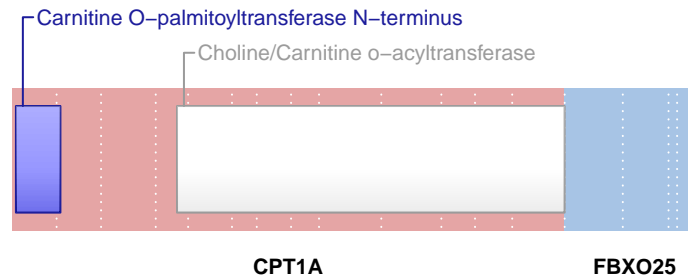 Carnitine O−palmitoyltransferase N−terminus
Choline/Carnitine o−acyltransferase
CPT1A FBXO25